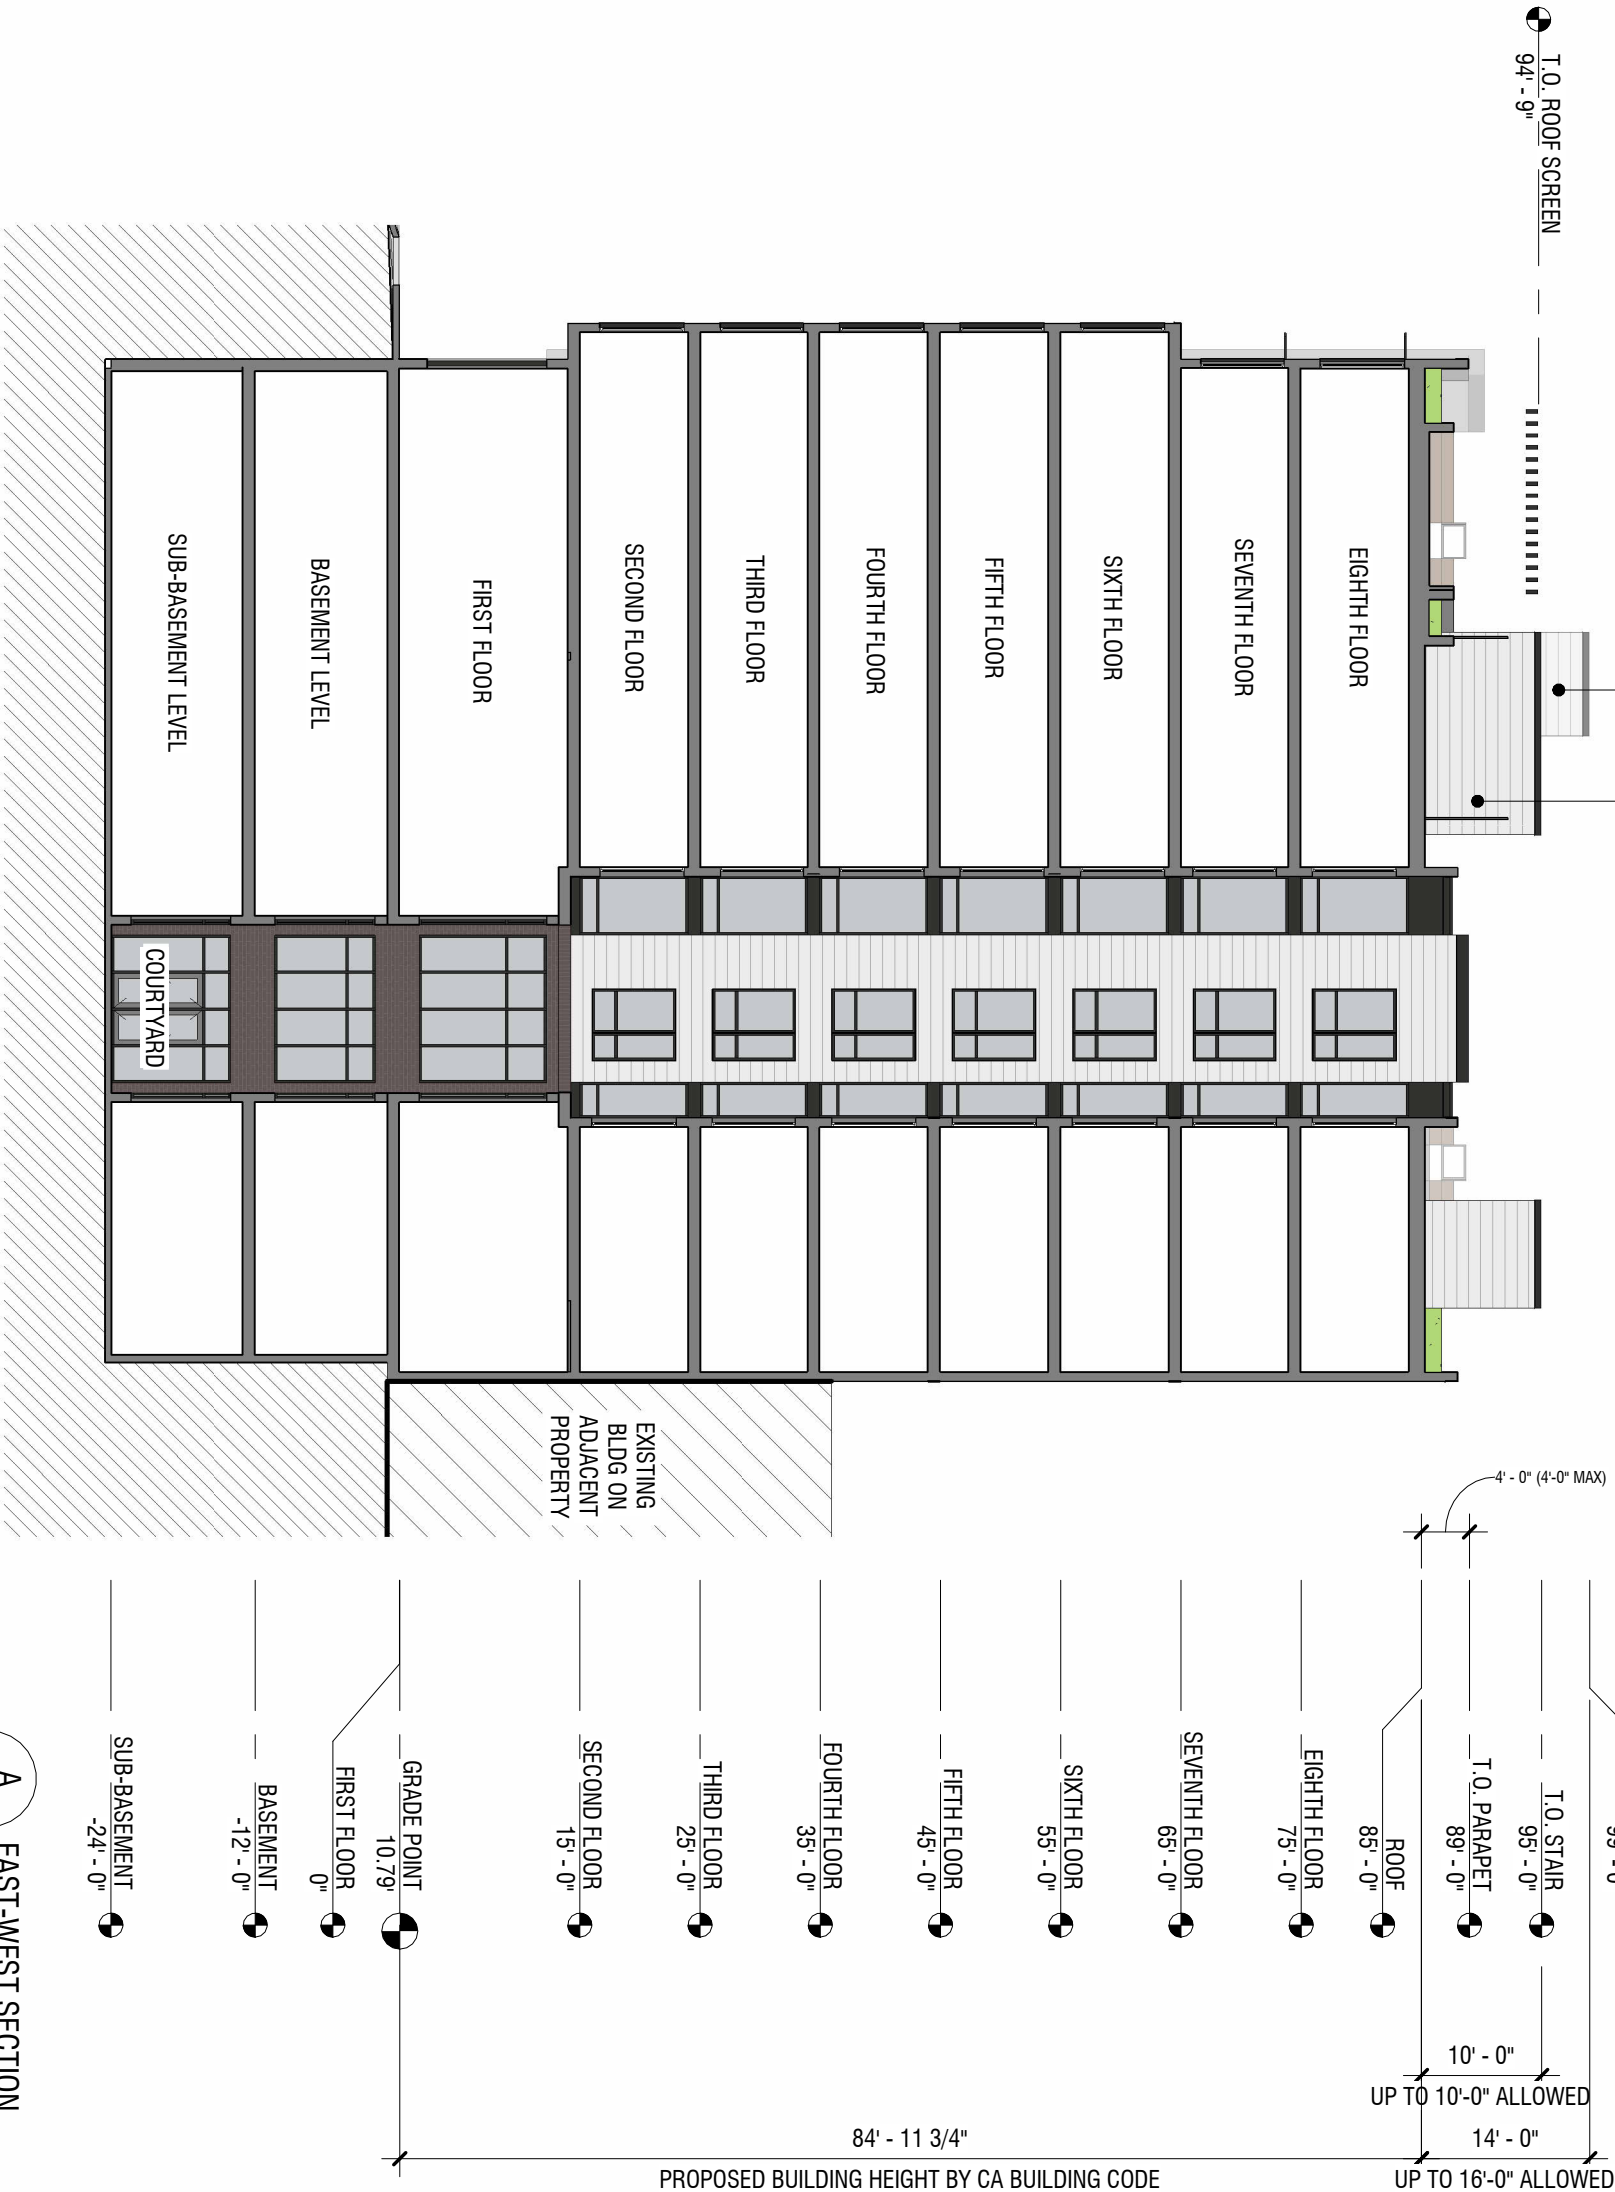 T.O. ROOF SCREEN
94' - 9"
EIGHTH FLOOR
SEVENTH FLOOR
SIXTH FLOOR
FIFTH FLOOR
FOURTH FLOOR
THIRD FLOOR
SECOND FLOOR
FIRST FLOOR
BASEMENT LEVEL
SUB-BASEMENT LEVEL
COURTYARD
EXISTING
BLDG ON
ADJACENT
PROPERTY
4' - 0" (4'-0" MAX)
T.O. STAIR
95' - 0"
T.O. PARAPET
89' - 0"
ROOF
85' - 0"
EIGHTH FLOOR
75' - 0"
SEVENTH FLOOR
65' - 0"
SIXTH FLOOR
55' - 0"
FIFTH FLOOR
45' - 0"
FOURTH FLOOR
35' - 0"
THIRD FLOOR
25' - 0"
SECOND FLOOR
15' - 0"
GRADE POINT
10.79'
FIRST FLOOR
0"
BASEMENT
-12' - 0"
SUB-BASEMENT
-24' - 0"
10' - 0"
UP TO 10'-0" ALLOWED
14' - 0"
UP TO 16'-0" ALLOWED
84' - 11 3/4"
PROPOSED BUILDING HEIGHT BY CA BUILDING CODE
A
EAST-WEST SECTION